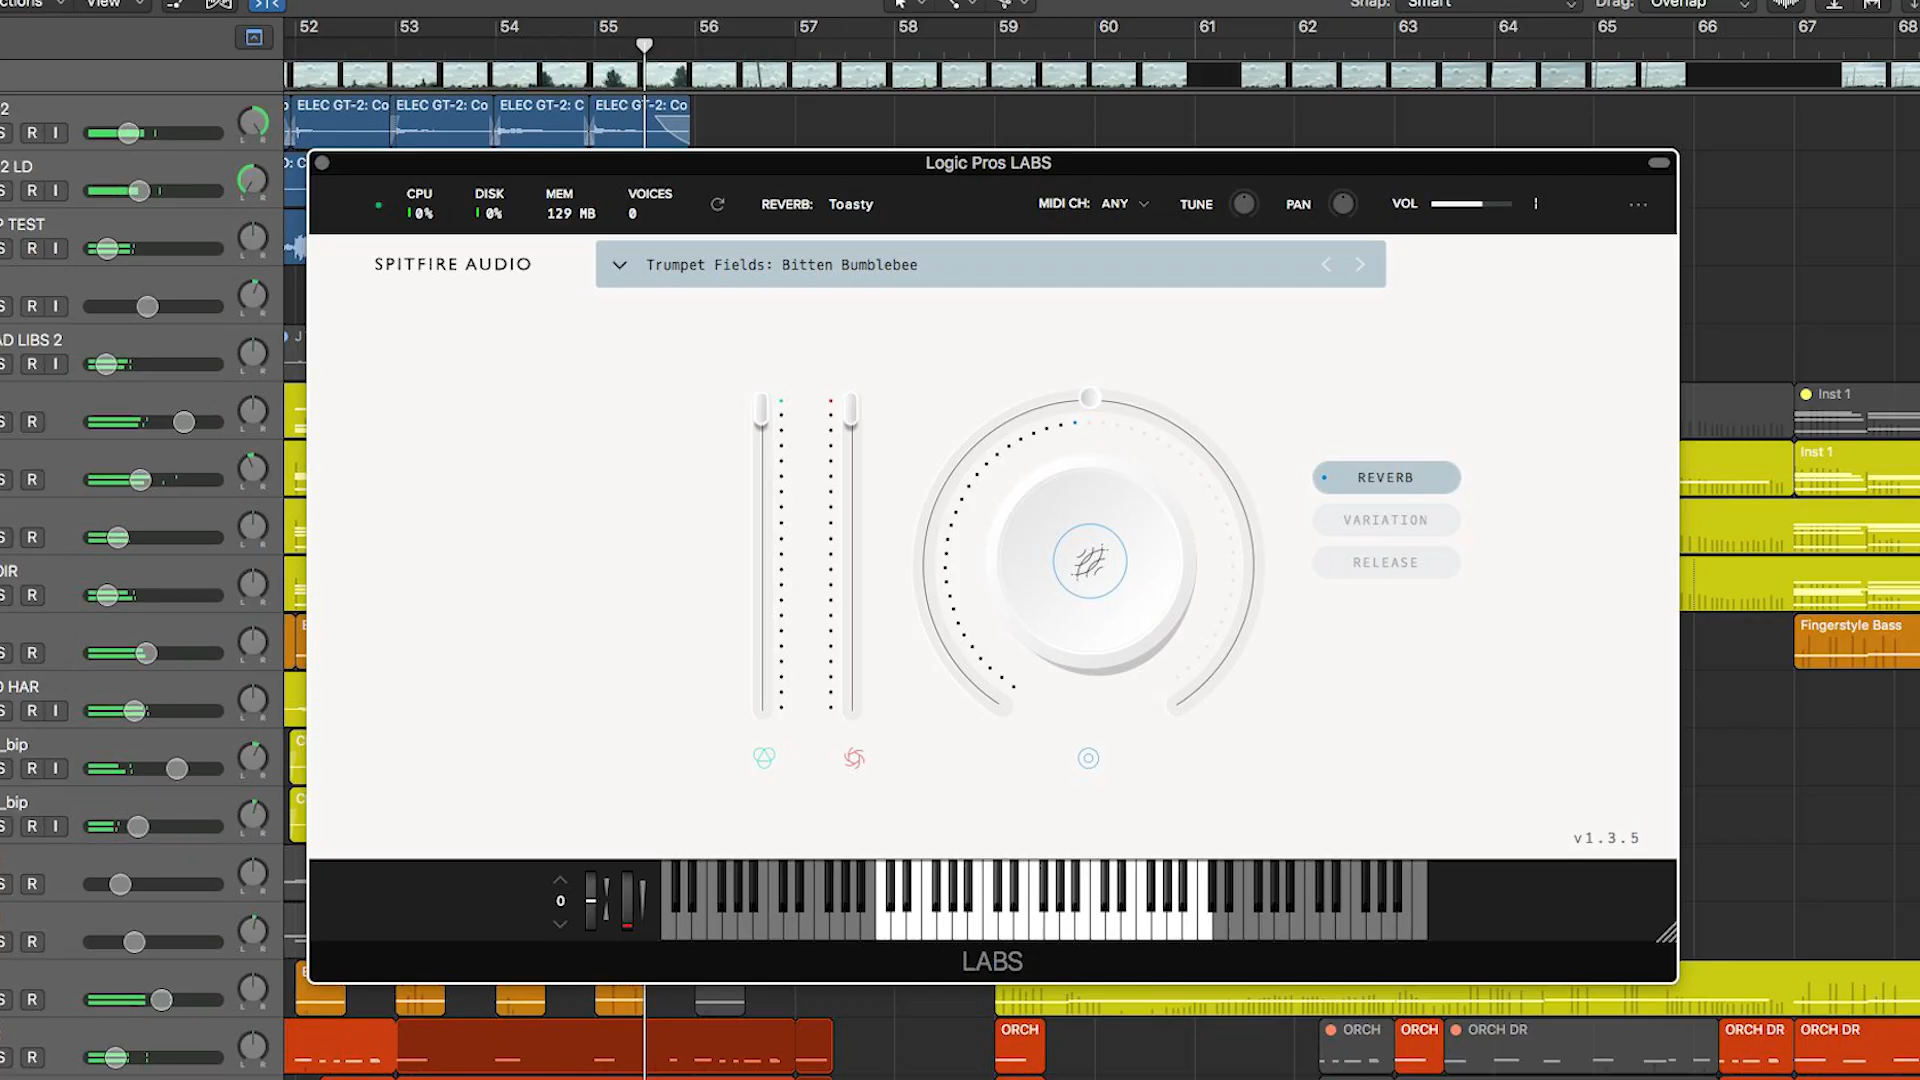 View
Snap: Smart
Drag: Overlap
52 53 54 55 56 57 58 59 60 61 62 63 64 65 66 67 68
2
ELEC GT-2: Co ELEC GT-2: Co ELEC GT-2: C ELEC GT-2: Co
S R I
Logic Pros LABS
2 LD
S R I
CPU 0%
DISK 0%
MEM 129 MB
VOICES 0
REVERB: Toasty
MIDI CH: ANY
TUNE
PAN
VOL
P TEST
S R I
SPITFIRE AUDIO
Trumpet Fields: Bitten Bumblebee
S R I
AD LIBS 2
S R I
Inst 1
S R
Inst 1
S R
REVERB
VARIATION
RELEASE
S R
OIR
S R
Fingerstyle Bass
S R
O HAR
S R I
_bip
S R I
_bip
S R I
v1.3.5
S R
0
S R
LABS
S R
ORCH ORCH ORCH ORCH DR ORCH DR ORCH DR
S R